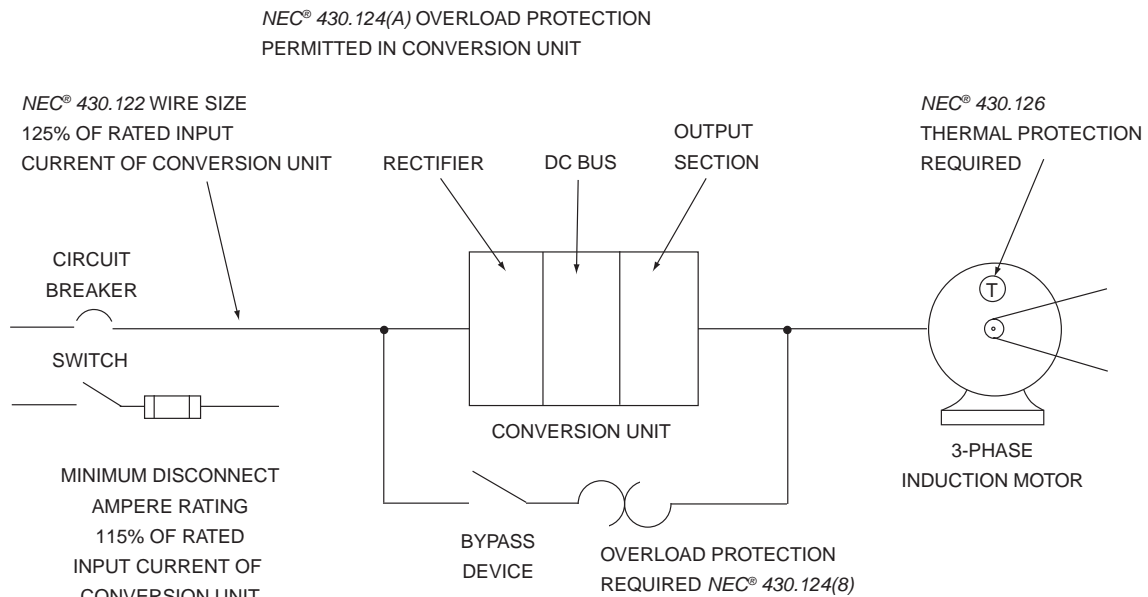 NEC® 430.124(A) OVERLOAD PROTECTION
PERMITTED IN CONVERSION UNIT
NEC® 430.122 WIRE SIZE
125% OF RATED INPUT
CURRENT OF CONVERSION UNIT
RECTIFIER
DC BUS
OUTPUT
SECTION
NEC® 430.126
THERMAL PROTECTION
REQUIRED
CIRCUIT
BREAKER
T
SWITCH
CONVERSION UNIT
3-PHASE
INDUCTION MOTOR
MINIMUM DISCONNECT
AMPERE RATING
115% OF RATED
INPUT CURRENT OF
CONVERSION UNIT
BYPASS
DEVICE
OVERLOAD PROTECTION
REQUIRED NEC® 430.124(8)